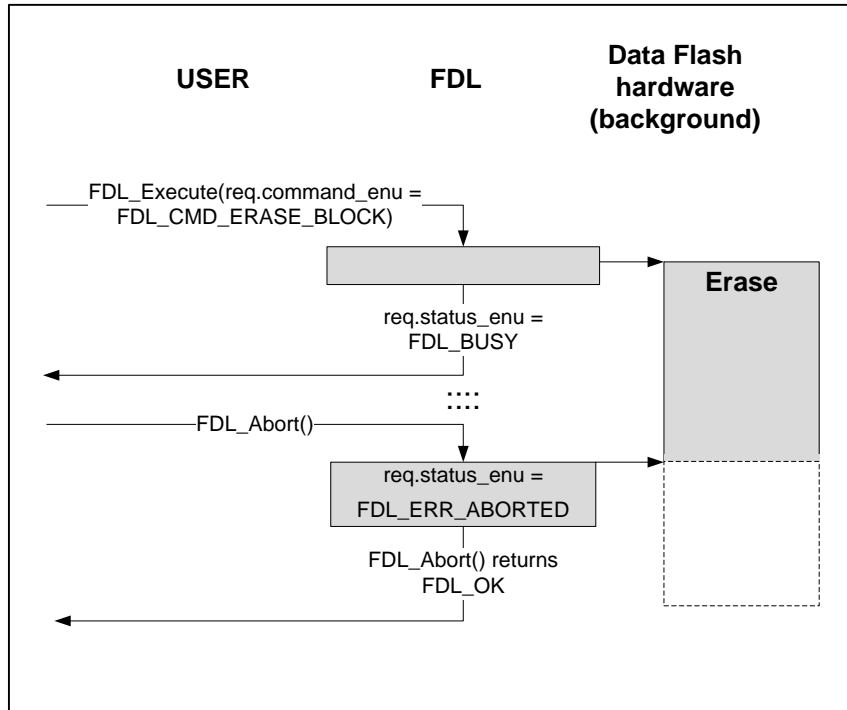 USER
FDL
Data Flash
hardware
(background)
FDL_Execute(req.command_enu =
FDL_CMD_ERASE_BLOCK)
Erase
req.status_enu =
FDL_BUSY
::::
FDL_Abort()
req.status_enu =
FDL_ERR_ABORTED
FDL_Abort() returns
FDL_OK